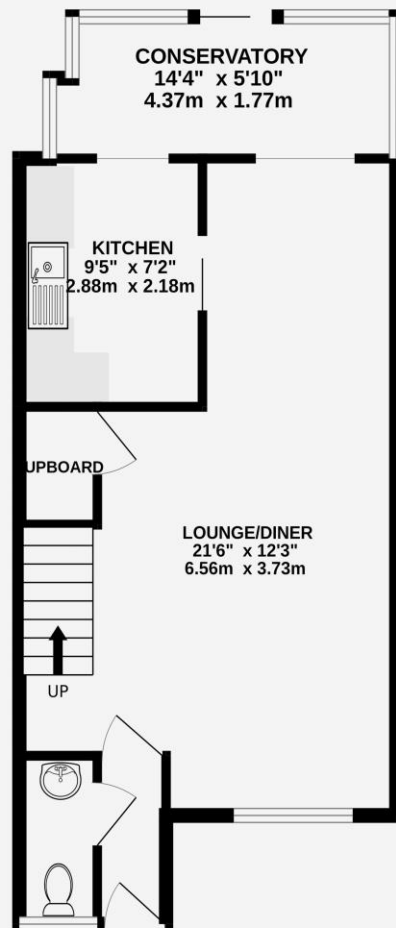 CONSERVATORY
14'4" x 5'10"
4.37m x 1.77m
KITCHEN
9'5" x 7'2"
2.88m x 2.18m
UPBOARD
LOUNGE/DINER
21'6" x 12'3"
6.56m x 3.73m
UP